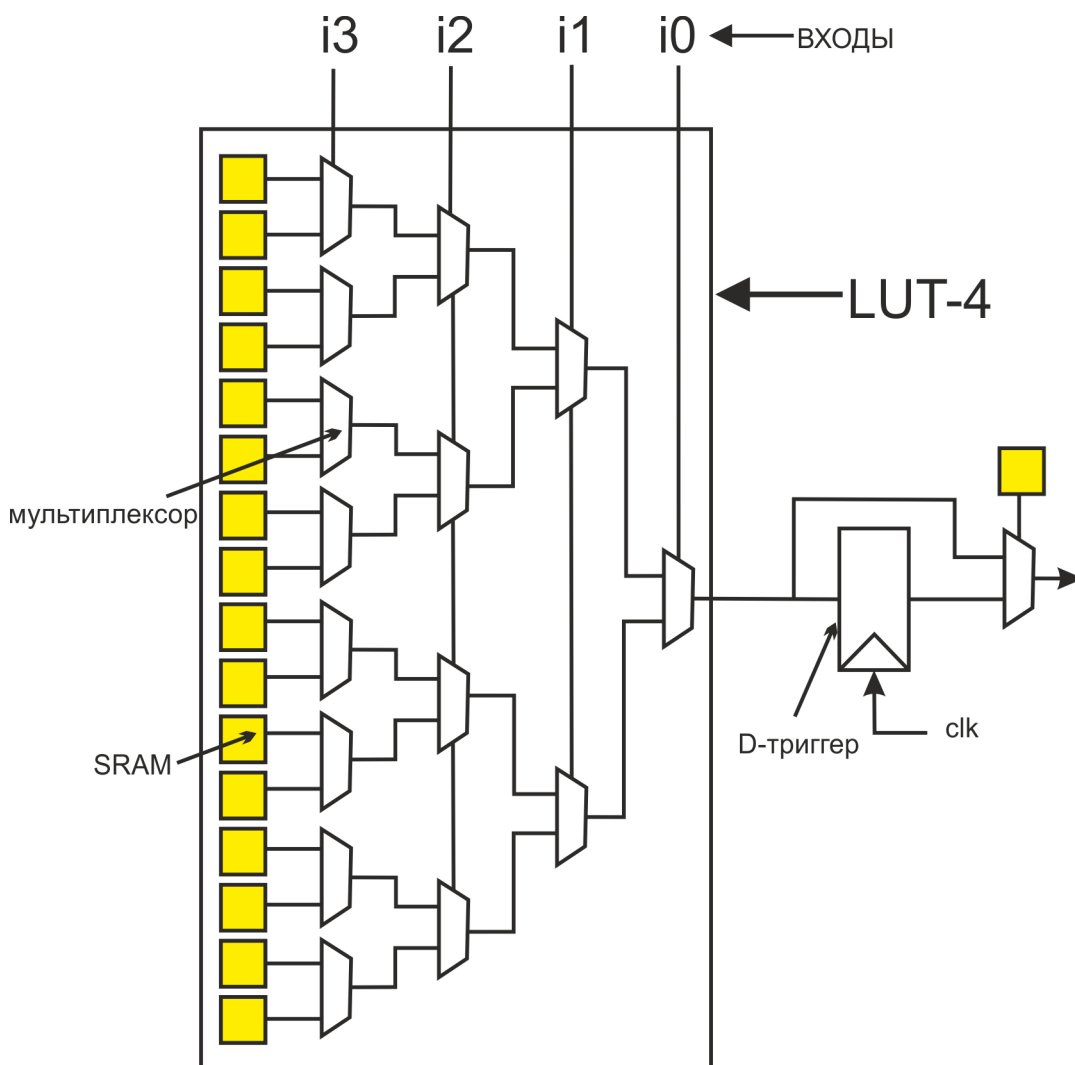 i3 i2 i1 i0 ВХОДЫ
LUT-4
мультиплексор
SRAM
D-триггер
clk